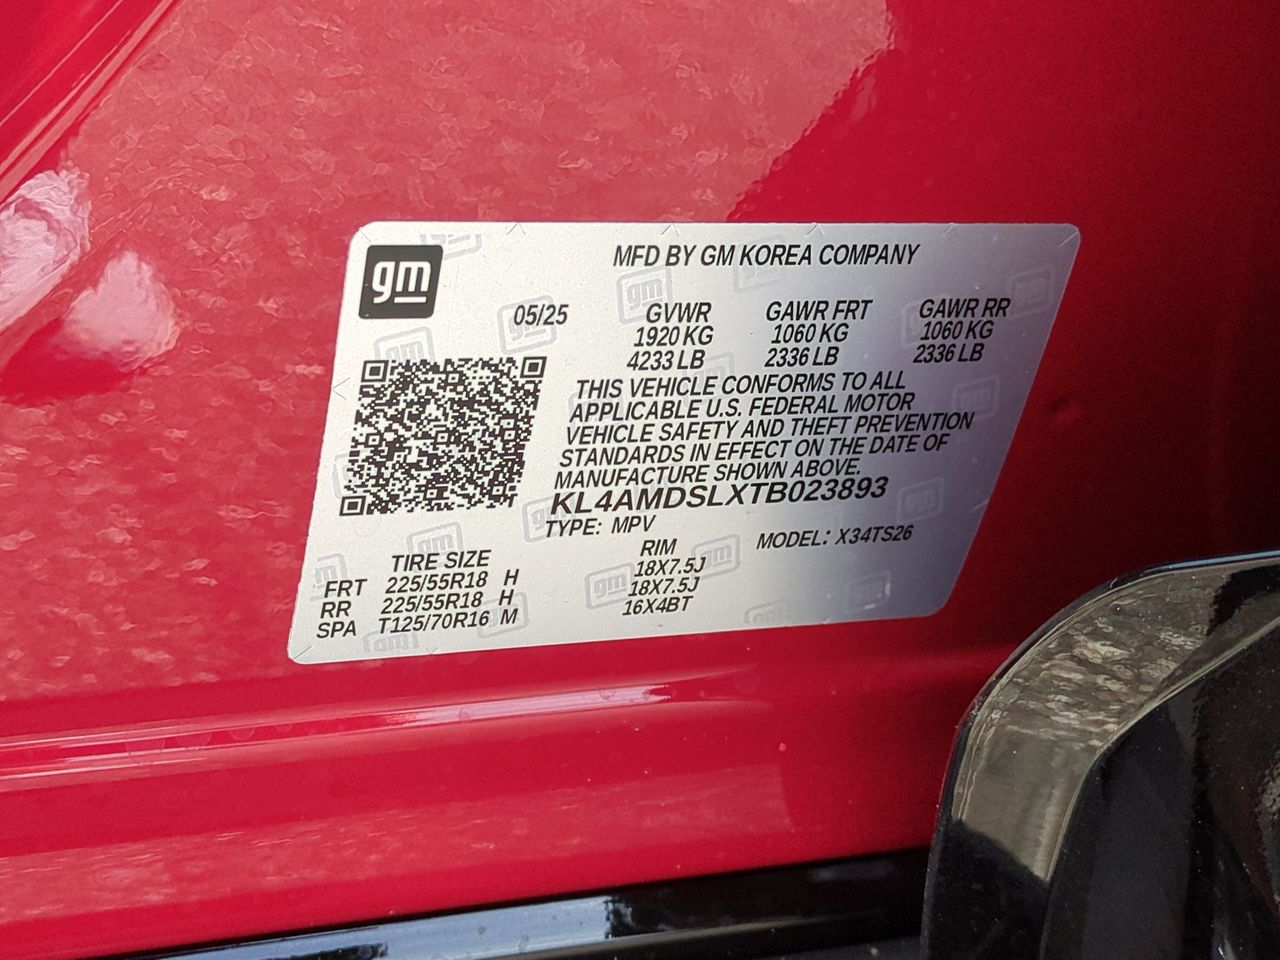 gm
MFD BY GM KOREA COMPANY
05/25 GVWR GAWR FRT GAWR RR
1920 KG 1060 KG 1060 KG
4233 LB 2336 LB 2336 LB
THIS VEHICLE CONFORMS TO ALL
APPLICABLE U.S. FEDERAL MOTOR
VEHICLE SAFETY AND THEFT PREVENTION
STANDARDS IN EFFECT ON THE DATE OF
MANUFACTURE SHOWN ABOVE.
KL4AMDSLXTB023893
TYPE: MPV MODEL: X34TS26
TIRE SIZE RIM
FRT 225/55R18 H 18X7.5J
RR 225/55R18 H 18X7.5J
SPA T125/70R16 M 16X4BT